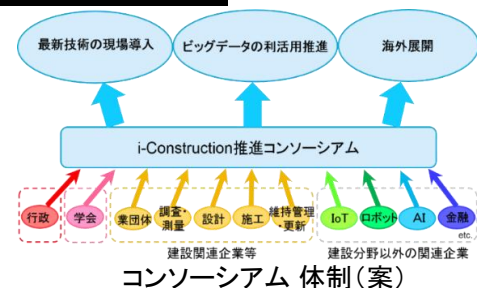 最新技術の現場導入
ビッグデータの利活用推進
海外展開
i-Construction推進コンソーシアム
行政
学会
業団体
調査・
測量
設計
施工
維持管理
・更新
IoT
ロボット
AI
金融
etc.
建設関連企業等
建設分野以外の関連企業
コンソーシアム 体制(案)